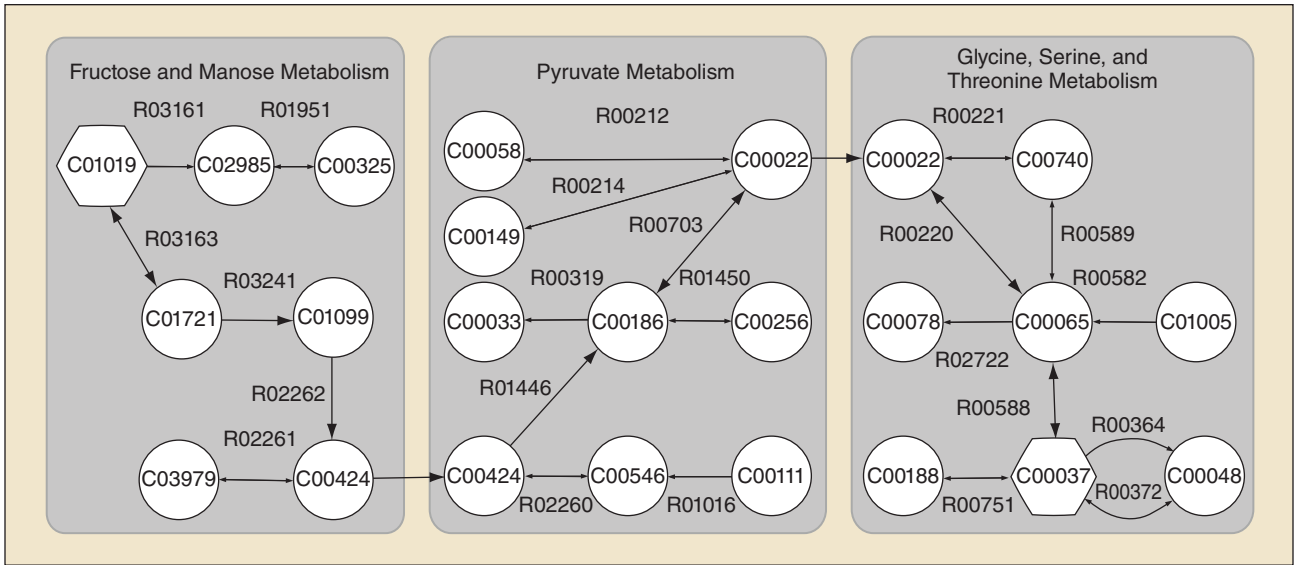 Fructose and Manose Metabolism
R03161
R01951
C01019
C02985
C00325
R03163
R03241
C01721
C01099
R02262
R02261
C03979
C00424
Pyruvate Metabolism
R00212
C00058
C00022
R00214
C00149
R00703
R00319
R01450
C00033
C00186
C00256
R01446
C00424
C00546
C00111
R02260
R01016
Glycine, Serine, and
Threonine Metabolism
R00221
C00022
C00740
R00220
R00589
R00582
C00078
C00065
C01005
R02722
R00588
R00364
C00188
C00037
R00372
C00048
R00751